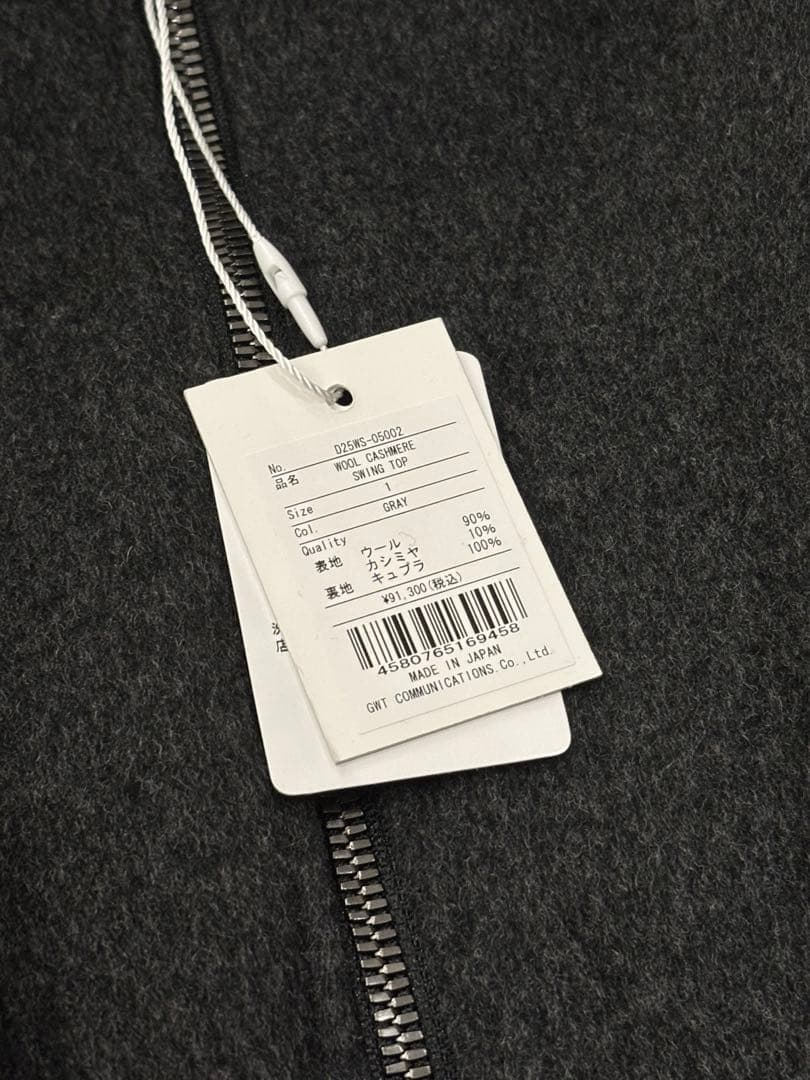 No. D25WS-05002
品名 WOOL CASHMERE
SWING TOP
Size 1
Col. GRAY
Quality
表地 ウール 90%
カシミヤ 10%
裏地 キュプラ 100%
¥91,300(税込)
4580765169458
MADE IN JAPAN
GWT COMMUNICATIONS.Co.,Ltd.
店